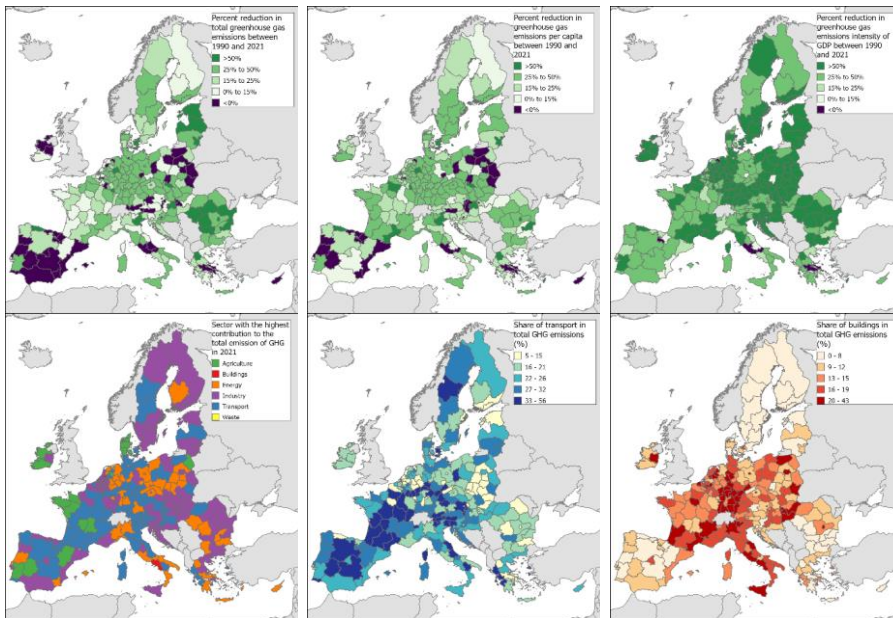 Percent reduction in
total greenhouse gas
emissions between
1990 and 2021
>50%
25% to 50%
15% to 25%
0% to 15%
<0%
Percent reduction in
greenhouse gas
emissions per capita
between 1990 and
2021
>50%
25% to 50%
15% to 25%
0% to 15%
<0%
Percent reduction in
greenhouse gas
emissions intensity of
GDP between 1990
and 2021
>50%
25% to 50%
15% to 25%
0% to 15%
<0%
Sector with the highest
contribution to the
total emission of GHG
in 2021
Agriculture
Buildings
Energy
Industry
Transport
Waste
Share of transport in
total GHG emissions
(%)
5 - 15
16 - 21
22 - 26
27 - 32
33 - 56
Share of buildings in
total GHG emissions
(%)
0 - 8
9 - 12
13 - 15
16 - 19
20 - 43